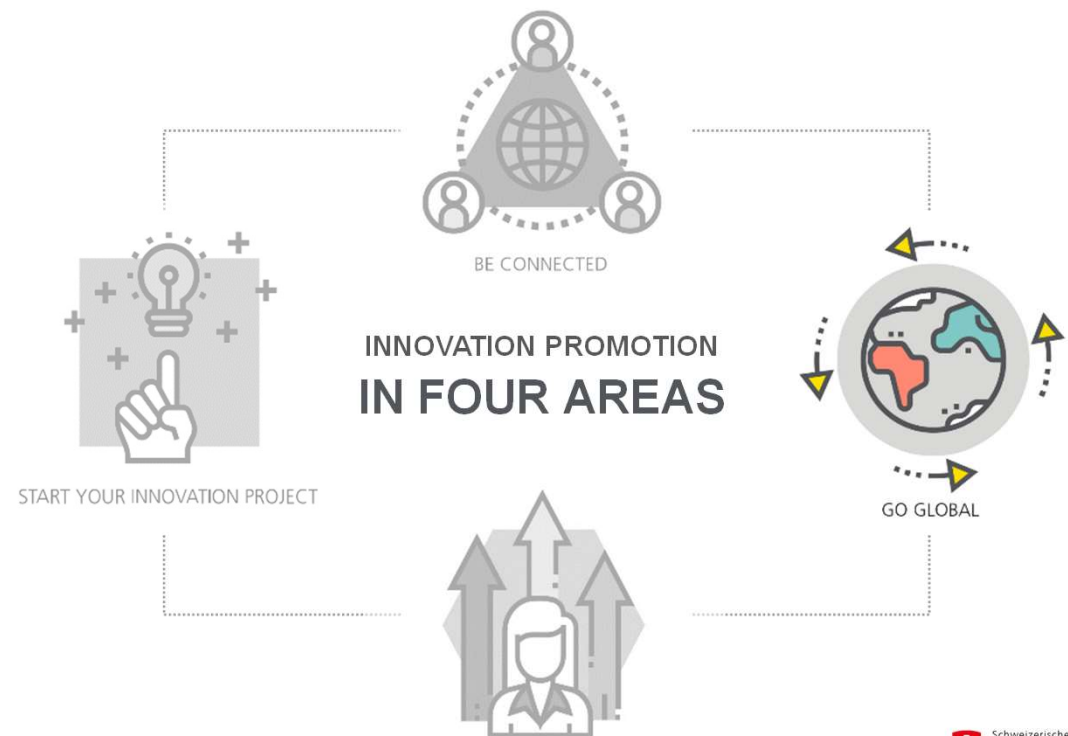 BE CONNECTED
INNOVATION PROMOTION
IN FOUR AREAS
START YOUR INNOVATION PROJECT
GO GLOBAL
Schweizerische